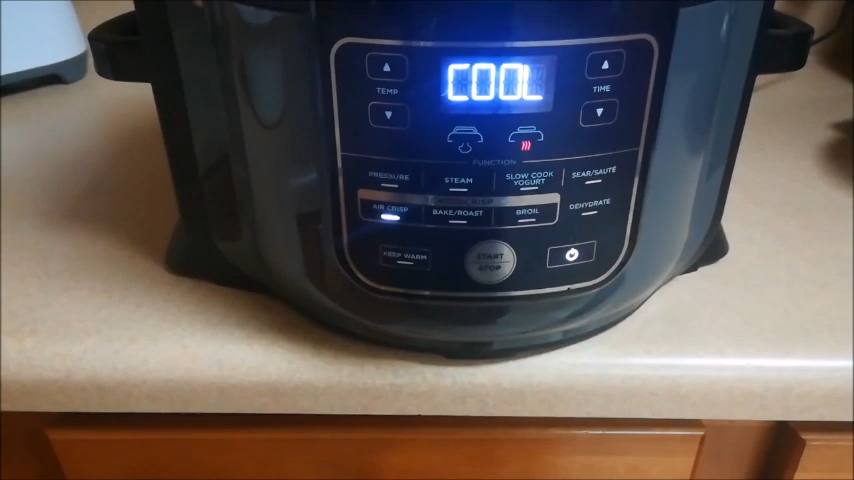 COOL
TEMP
TIME
FUNCTION
PRESSURE
STEAM
SLOW COOK
YOGURT
SEAR/SAUTÉ
AIR CRISP
BAKE/ROAST
BROIL
DEHYDRATE
KEEP WARM
START
STOP